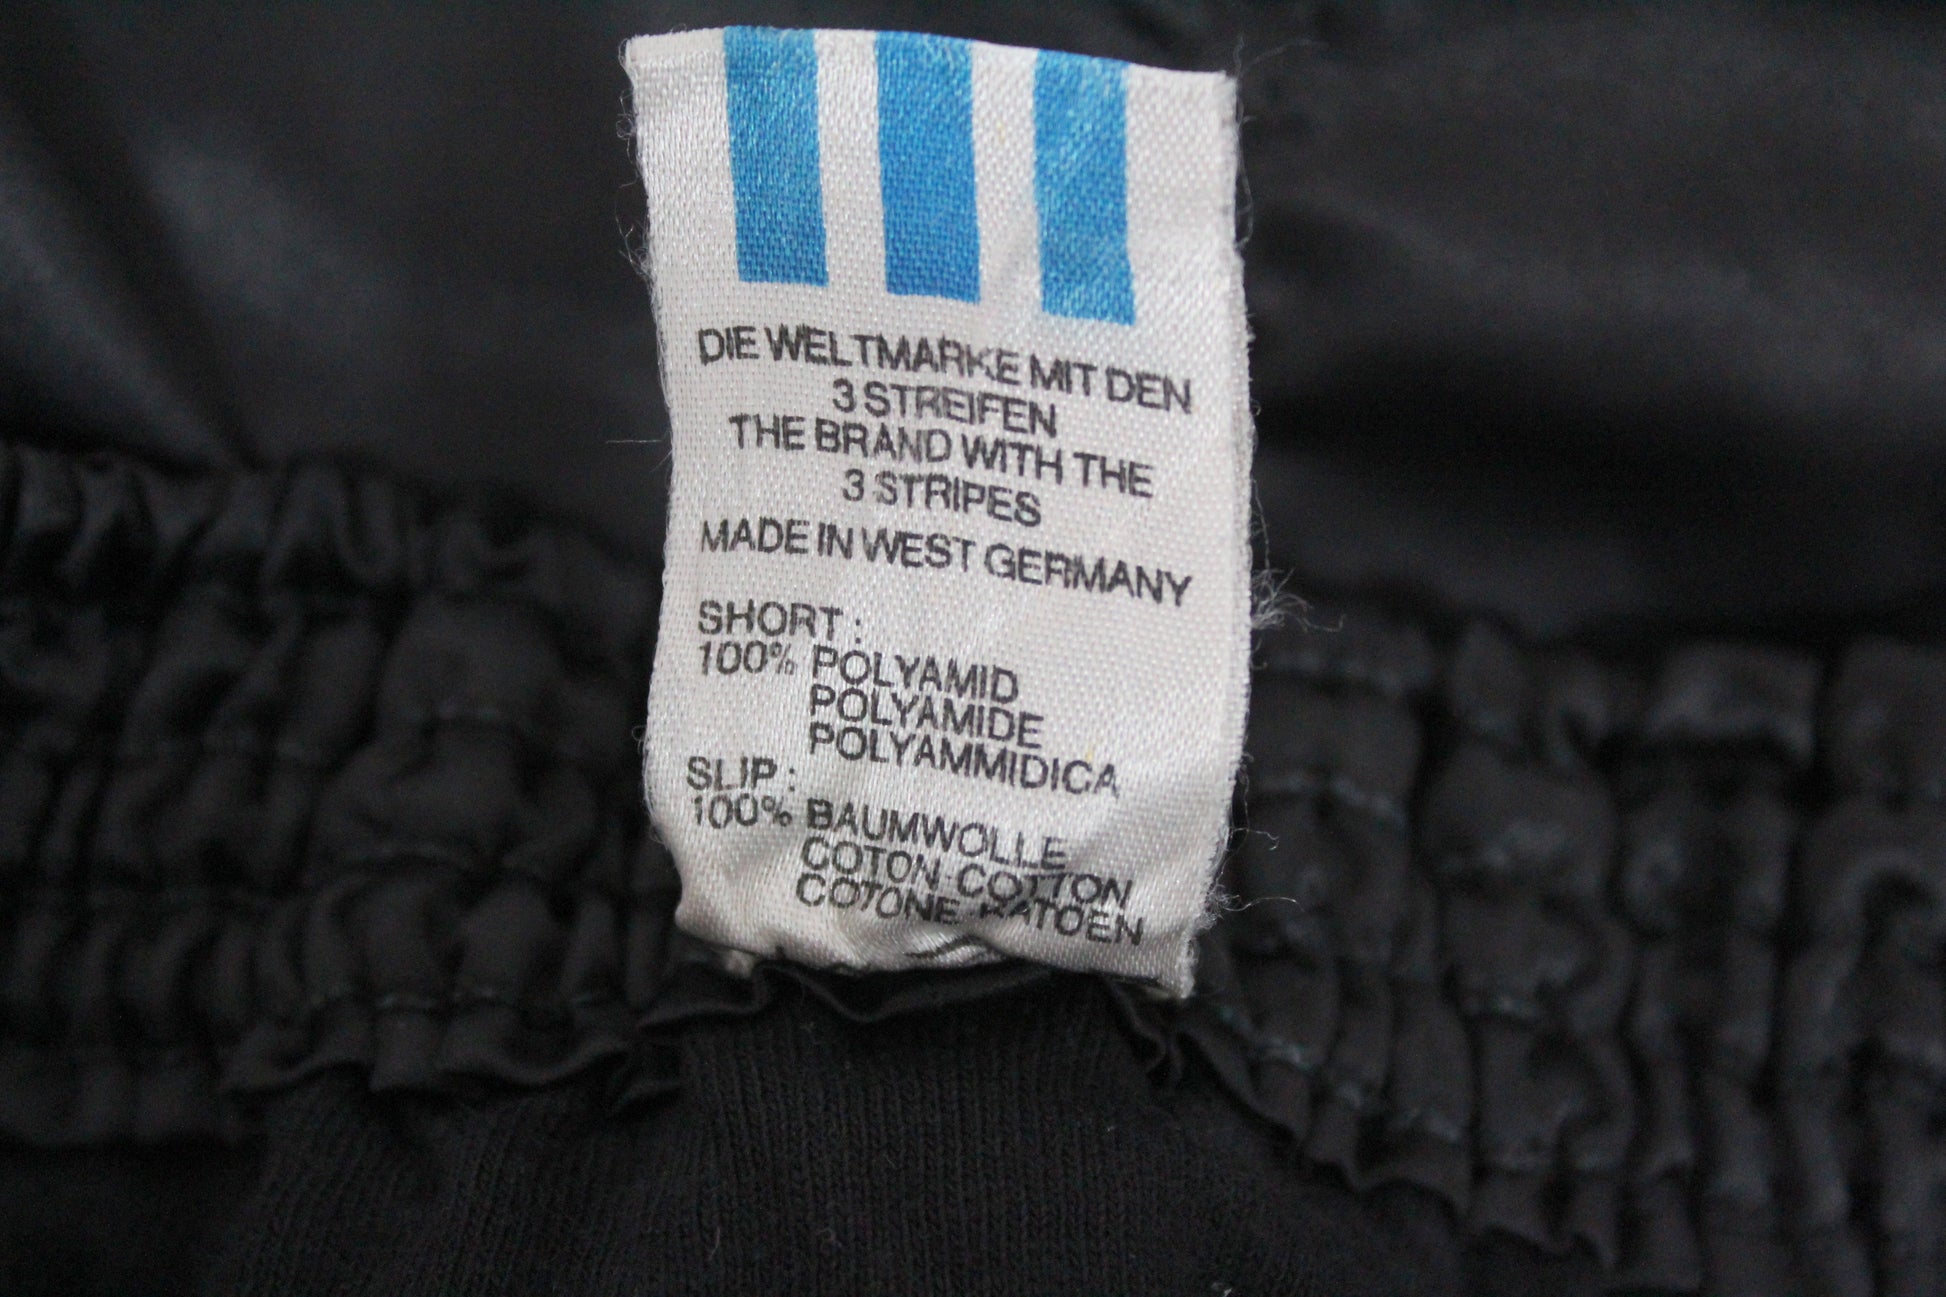 DIE WELTMARKE MIT DEN
3 STREIFEN
THE BRAND WITH THE
3 STRIPES
MADE IN WEST GERMANY
SHORT :
100% POLYAMID
POLYAMIDE
POLYAMMIDICA
SLIP :
100% BAUMWOLLE
COTON-COTTON
COTONE-KATOEN